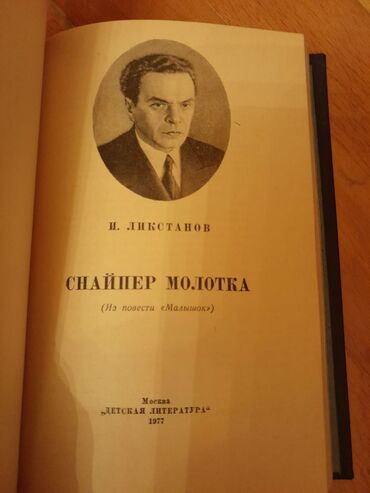 И. ЛИКСТАНОВ
СНАЙПЕР МОЛОТКА
(Из повести «Малышок»)
Москва
„ДЕТСКАЯ ЛИТЕРАТУРА“
1977